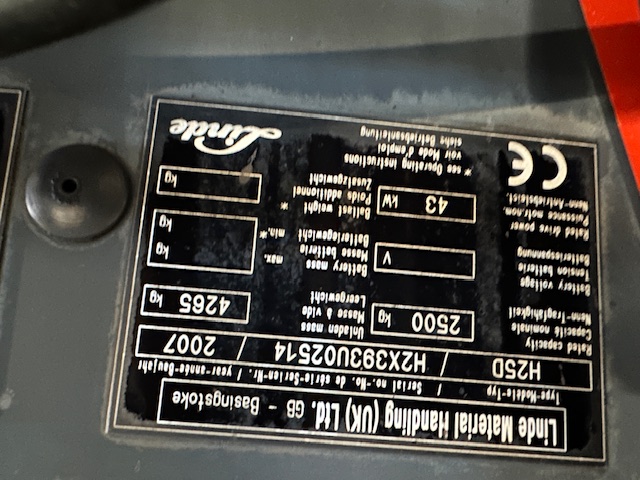 Linde Material Handling (UK) Ltd. GB - Basingstoke
Type-Modele-Typ / Serial no.-No. de série-Serien-Nr. / year-année-Baujahr
H25D / H2X393U02514 / 2007
Rated capacity
Capacité nominale
Nenn-Tragfähigkeit
2500 kg
Unladen mass
Masse à vide
Leergewicht
4265 kg
Battery voltage
Tension batterie
Batteriespannung
V
Battery mass
Masse batterie
Batteriegewicht
max. kg
*. min. kg
Rated drive power
Puissance motr.nom.
Nenn-Antriebsleist.
43 kW
Ballast weight
Poids additionnel
Zusatzgewicht
* kg
CE
* see Operating Instructions
voir Mode d'emploi
siehe Betriebsanleitung
Linde